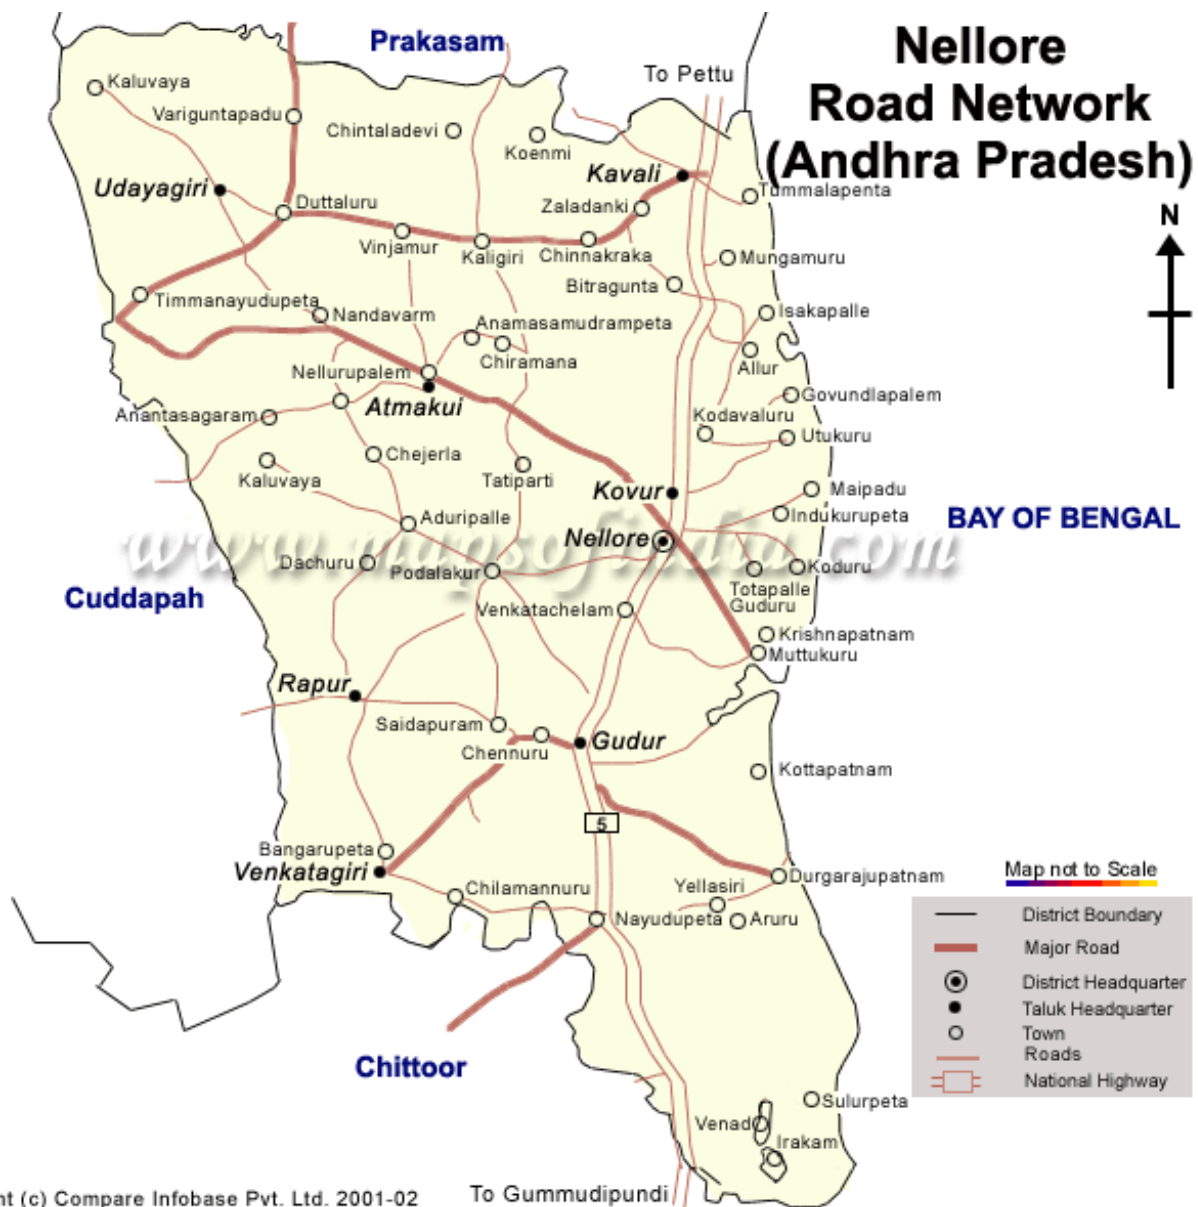 Nellore
Road Network
(Andhra Pradesh)
Prakasam
To Pettu
Kaluvaya
Variguntapadu
Chintaladevi
Koenmi
Kavali
Udayagiri
Tummalapenta
Duttaluru
Zaladanki
N
Vinjamur
Kaligiri
Chinnakraka
Mungamuru
Bitragunta
Timmanayudupeta
Nandavarm
Isakapalle
Anamasamudrampeta
Chiramana
Allur
Nellurupalem
Atmakui
Govundlapalem
Anantasagaram
Kodavaluru
Utukuru
Chejerla
Kaluvaya
Tatiparti
Kovur
Maipadu
Aduripalle
Indukurupeta
BAY OF BENGAL
www.mapsofindia.com
Nellore
Dachuru
Podalakur
Koduru
Totapalle
Guduru
Cuddapah
Venkatachelam
Krishnapatnam
Muttukuru
Rapur
Saidapuram
Chennuru
Gudur
Kottapatnam
5
Bangarupeta
Venkatagiri
Map not to Scale
Durgarajupatnam
Chilamannuru
Yellasiri
Nayudupeta
Aruru
District Boundary
Major Road
District Headquarter
Taluk Headquarter
Town
Roads
National Highway
Chittoor
Sulurpeta
Venad
Irakam
nt (c) Compare Infobase Pvt. Ltd. 2001-02
To Gummudipundi